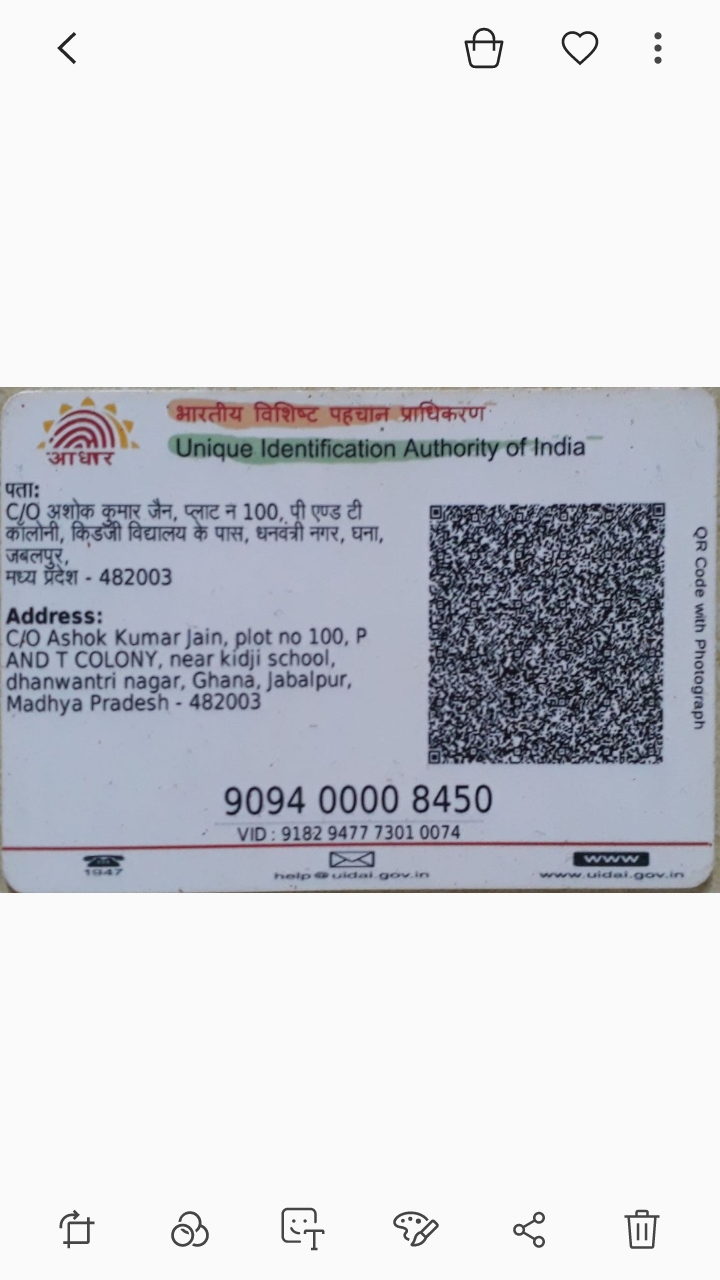 भारतीय विशिष्ट पहचान प्राधिकरण
Unique Identification Authority of India
आधार
पता:
C/O अशोक कुमार जैन, प्लाट न 100, पी एण्ड टी
कॉलोनी, किडजी विद्यालय के पास, धनवंत्री नगर, घना,
जबलपुर,
मध्य प्रदेश - 482003
Address:
C/O Ashok Kumar Jain, plot no 100, P
AND T COLONY, near kidji school,
dhanwantri nagar, Ghana, Jabalpur,
Madhya Pradesh - 482003
QR Code with Photograph
9094 0000 8450
VID : 9182 9477 7301 0074
1947
help@uidai.gov.in
WWW
www.uidai.gov.in
T